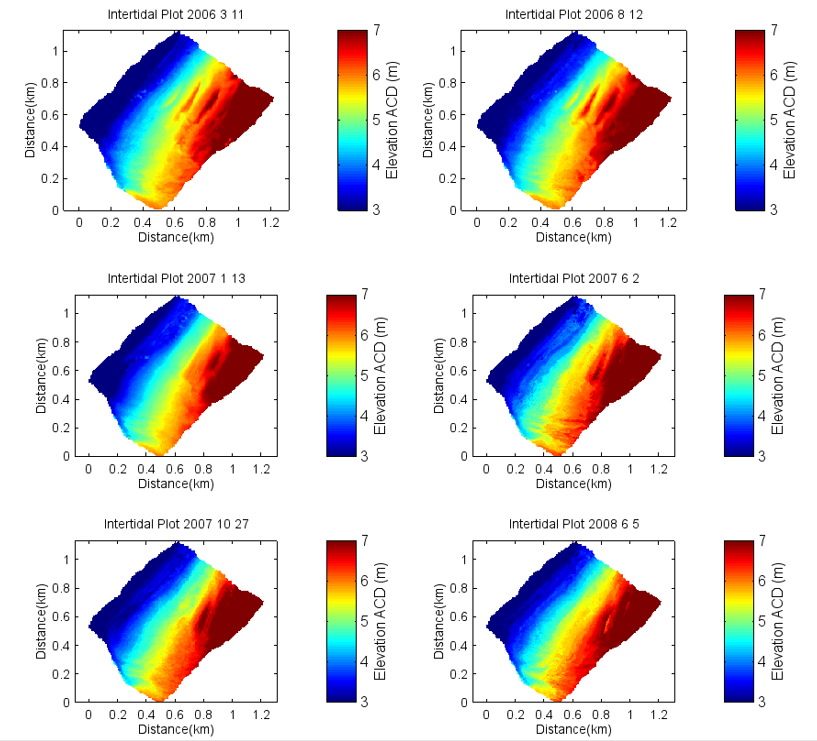 Intertidal Plot 2006 3 11
1
0.8
0.6
0.4
0.2
0
Distance(km)
0 0.2 0.4 0.6 0.8 1 1.2
Distance(km)
7
6
5
4
3
Elevation ACD (m)
Intertidal Plot 2006 8 12
1
0.8
0.6
0.4
0.2
0
Distance(km)
0 0.2 0.4 0.6 0.8 1 1.2
Distance(km)
7
6
5
4
3
Elevation ACD (m)
Intertidal Plot 2007 1 13
1
0.8
0.6
0.4
0.2
0
Distance(km)
0 0.2 0.4 0.6 0.8 1 1.2
Distance(km)
7
6
5
4
3
Elevation ACD (m)
Intertidal Plot 2007 6 2
1
0.8
0.6
0.4
0.2
0
Distance(km)
0 0.2 0.4 0.6 0.8 1 1.2
Distance(km)
7
6
5
4
3
Elevation ACD (m)
Intertidal Plot 2007 10 27
1
0.8
0.6
0.4
0.2
0
Distance(km)
0 0.2 0.4 0.6 0.8 1 1.2
Distance(km)
7
6
5
4
3
Elevation ACD (m)
Intertidal Plot 2008 6 5
1
0.8
0.6
0.4
0.2
0
Distance(km)
0 0.2 0.4 0.6 0.8 1 1.2
Distance(km)
7
6
5
4
3
Elevation ACD (m)